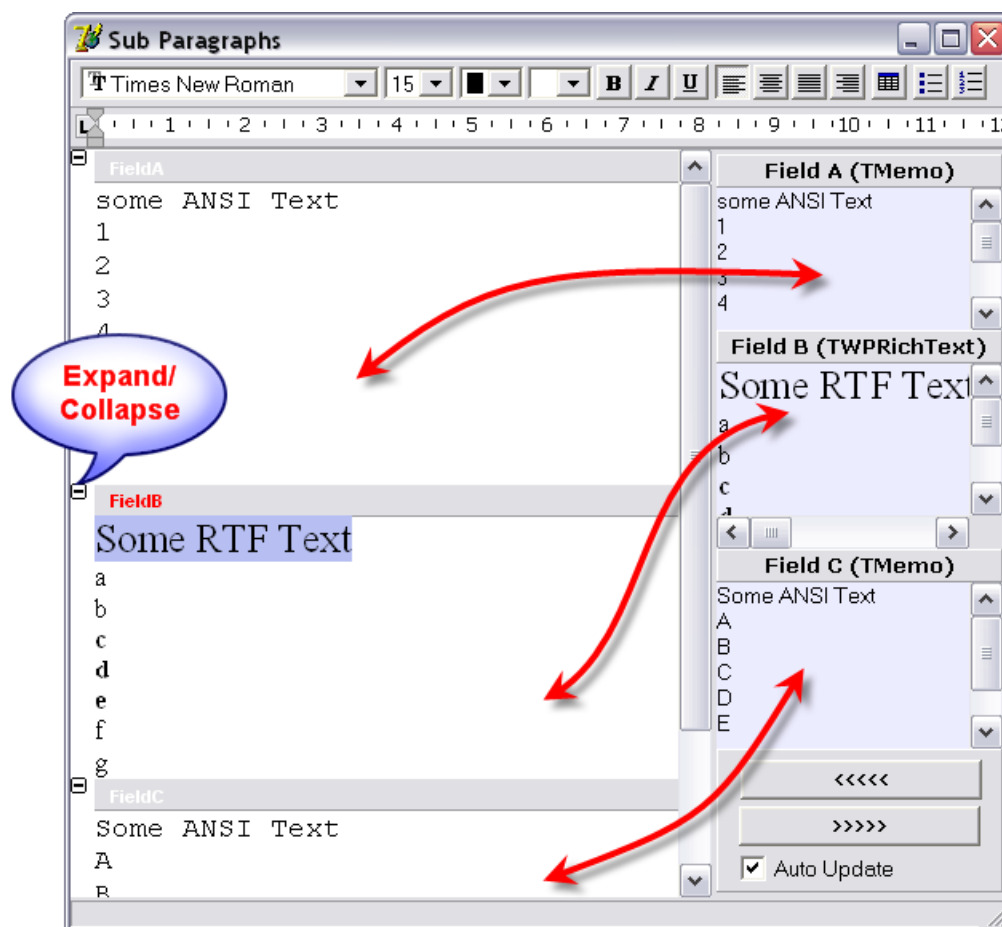 Sub Paragraphs
Times New Roman 15 B I U
L 1 2 3 4 5 6 7 8 9 10 11 12
FieldA
some ANSI Text
1
2
3
4
Expand/
Collapse
FieldB
Some RTF Text
a
b
c
d
e
f
g
FieldC
Some ANSI Text
A
B
Field A (TMemo)
some ANSI Text
1
2
3
4
Field B (TWPRichText)
Some RTF Text
a
b
c
d
Field C (TMemo)
Some ANSI Text
A
B
C
D
E
<<<<<
>>>>>
Auto Update